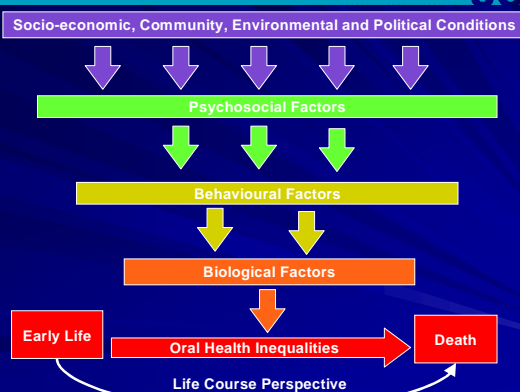 Socio-economic, Community, Environmental and Political Conditions
Psychosocial Factors
Behavioural Factors
Biological Factors
Early Life
Oral Health Inequalities
Death
Life Course Perspective